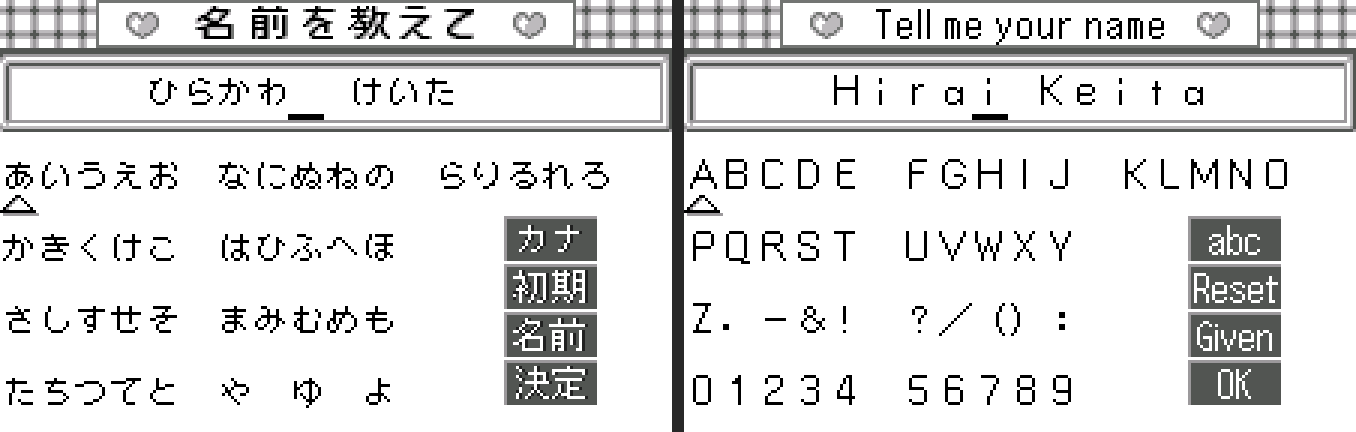 名前を教えて
ひらかわ けいた
あいうえお なにぬねの らりるれろ
かきくけこ はひふへほ
さしすせそ まみむめも
たちつてと や ゆ よ
カナ
初期
名前
決定
Tell me your name
Hirai Keita
ABCDE FGHIJ KLMNO
PQRST UVWXY
Z. -&! ?/ () :
01234 56789
abc
Reset
Given
OK